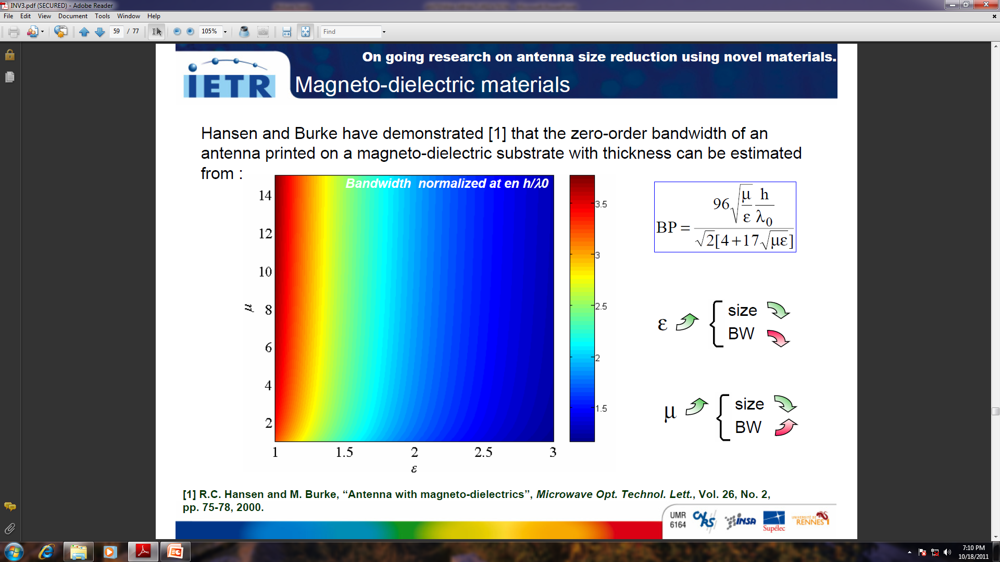 INV3.pdf (SECURED) - Adobe Reader
File Edit View Document Tools Window Help
59 / 77 105% Find
On going research on antenna size reduction using novel materials.
IETR
Magneto-dielectric materials
Hansen and Burke have demonstrated [1] that the zero-order bandwidth of an
antenna printed on a magneto-dielectric substrate with thickness can be estimated
from :
Bandwidth normalized at en h/λ0
14
12
10
8
6
4
2
μ
1 1.5 2 2.5 3
ε
3.5
3
2.5
2
1.5
BP = 96√(μ/ε) h/λ0 / √2[4+17√με]
ε { size
BW
μ { size
BW
[1] R.C. Hansen and M. Burke, “Antenna with magneto-dielectrics”, Microwave Opt. Technol. Lett., Vol. 26, No. 2,
pp. 75-78, 2000.
UMR
6164
CNRS
INSA
Supélec
UNIVERSITÉ DE
RENNES 1
7:10 PM
10/18/2011